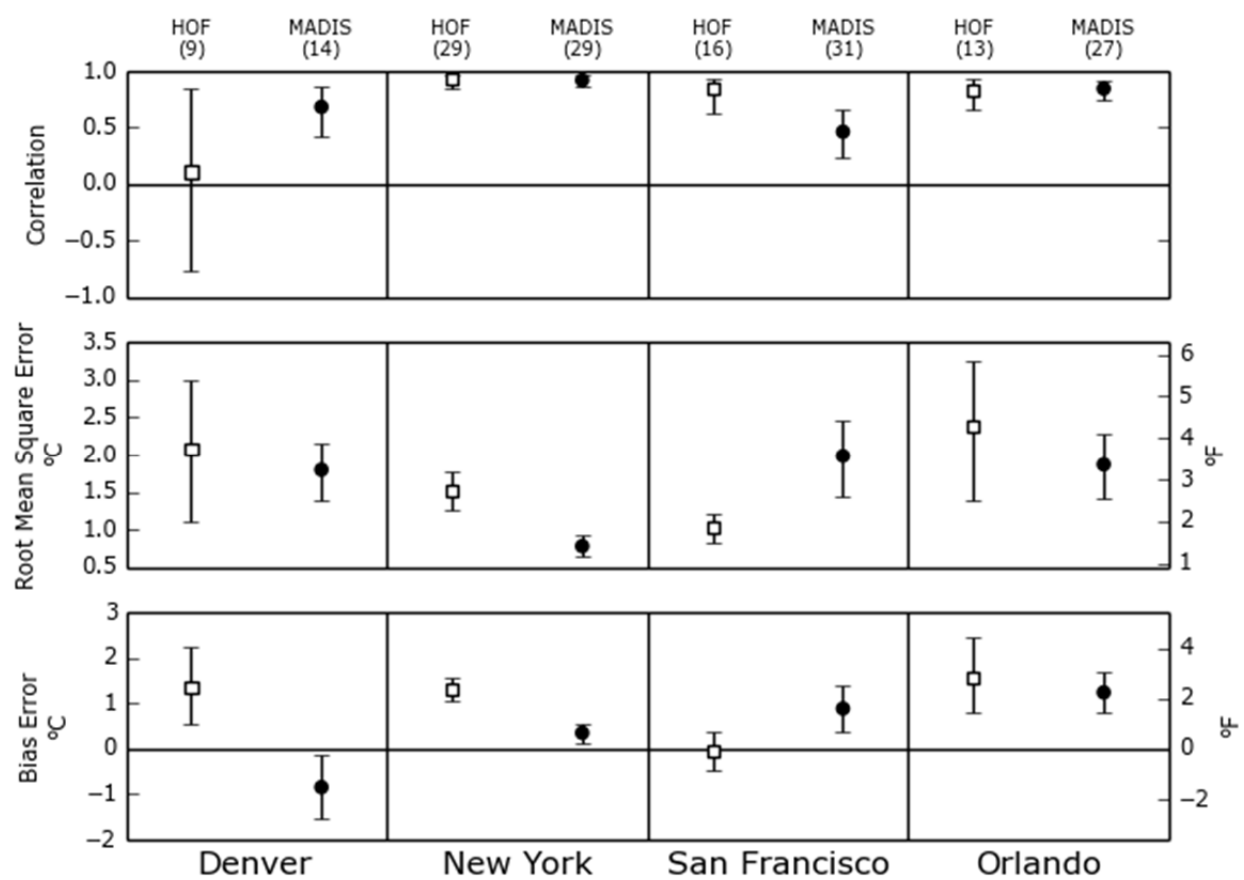 HOF MADIS HOF MADIS HOF MADIS HOF MADIS
(9) (14) (29) (29) (16) (31) (13) (27)
Correlation
1.0
0.5
0.0
−0.5
−1.0
Root Mean Square Error
°C
3.5
3.0
2.5
2.0
1.5
1.0
0.5
6
5
4
3
2
1
°F
Bias Error
°C
3
2
1
0
−1
−2
4
2
0
−2
°F
Denver New York San Francisco Orlando